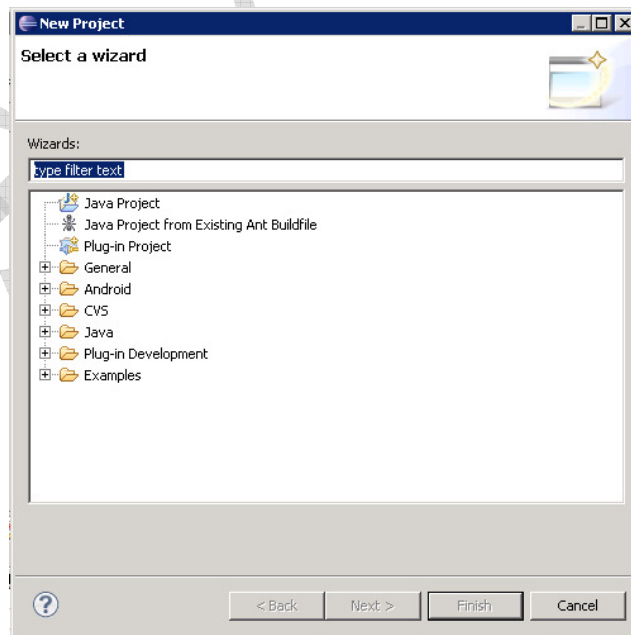 New Project
Select a wizard
Wizards:
type filter text
Java Project
Java Project from Existing Ant Buildfile
Plug-in Project
General
Android
CVS
Java
Plug-in Development
Examples
< Back Next > Finish Cancel